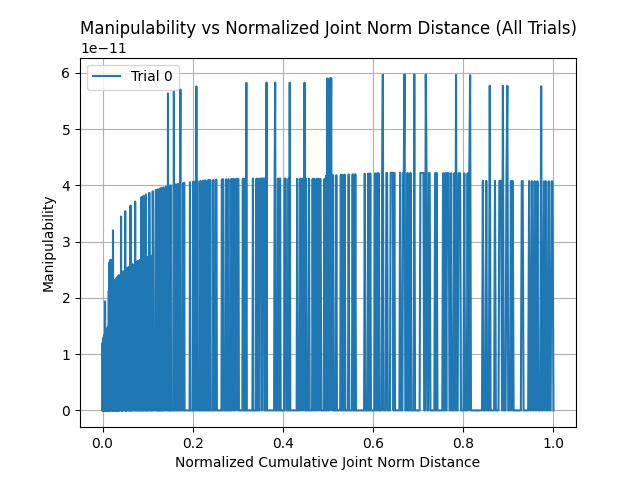 Manipulability vs Normalized Joint Norm Distance (All Trials)
1e−11
Trial 0
6
5
4
3
2
1
0
Manipulability
0.0 0.2 0.4 0.6 0.8 1.0
Normalized Cumulative Joint Norm Distance